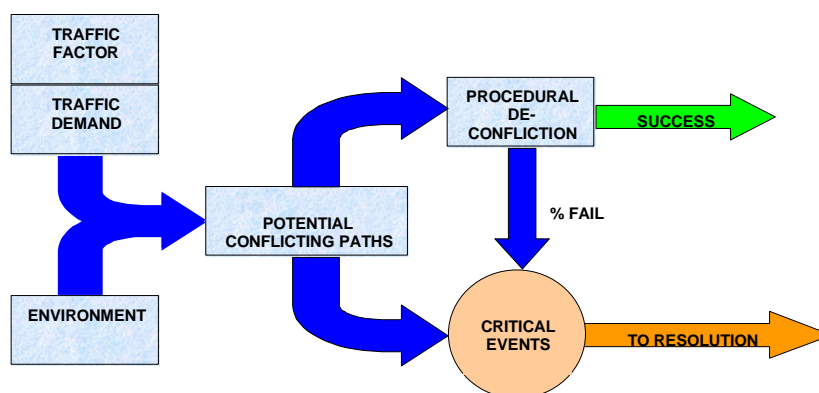 TRAFFIC
FACTOR
TRAFFIC
DEMAND
ENVIRONMENT
POTENTIAL
CONFLICTING PATHS
PROCEDURAL
DE-
CONFLICTION
SUCCESS
% FAIL
CRITICAL
EVENTS
TO RESOLUTION